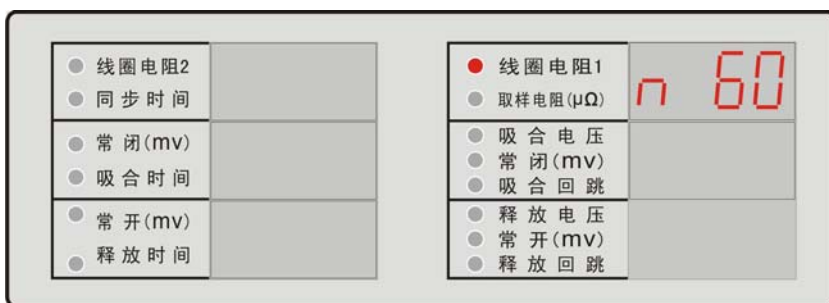 线圈电阻2
同步时间
常闭(mv)
吸合时间
常开(mv)
释放时间
线圈电阻1
取样电阻(μΩ)
n 60
吸合电压
常闭(mv)
吸合回跳
释放电压
常开(mv)
释放回跳